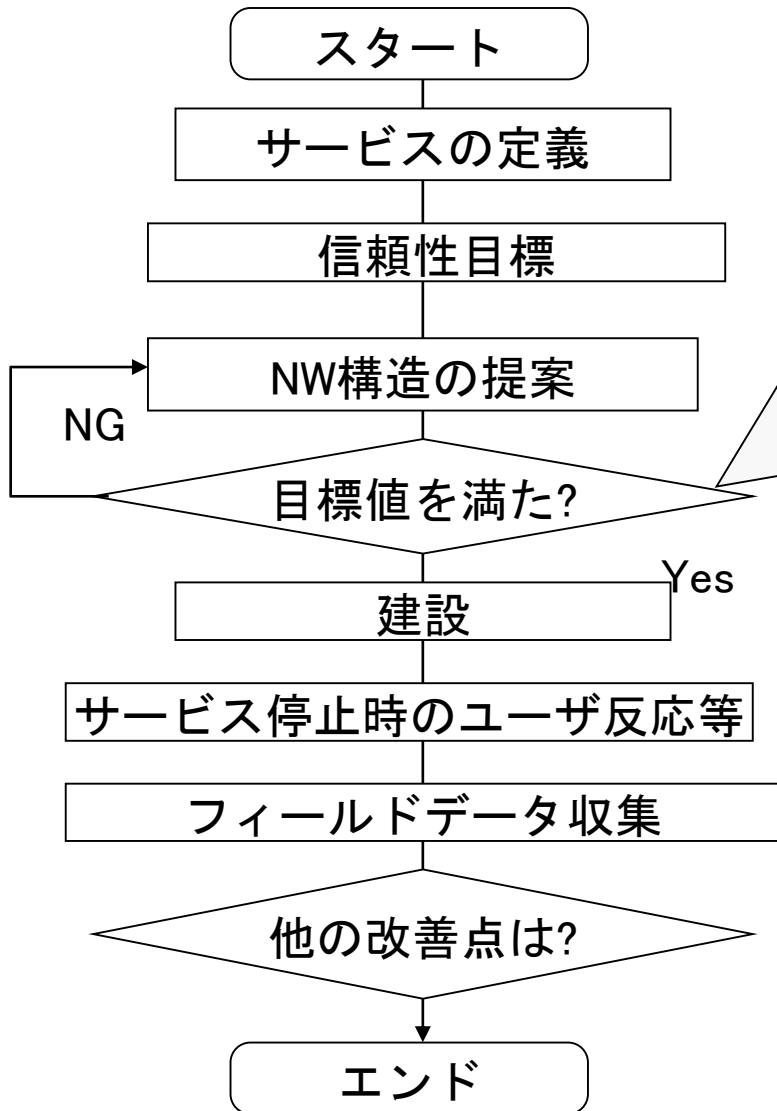 スタート
サービスの定義
信頼性目標
NW構造の提案
NG
目標値を満た?
Yes
建設
サービス停止時のユーザ反応等
フィールドデータ収集
他の改善点は?
エンド